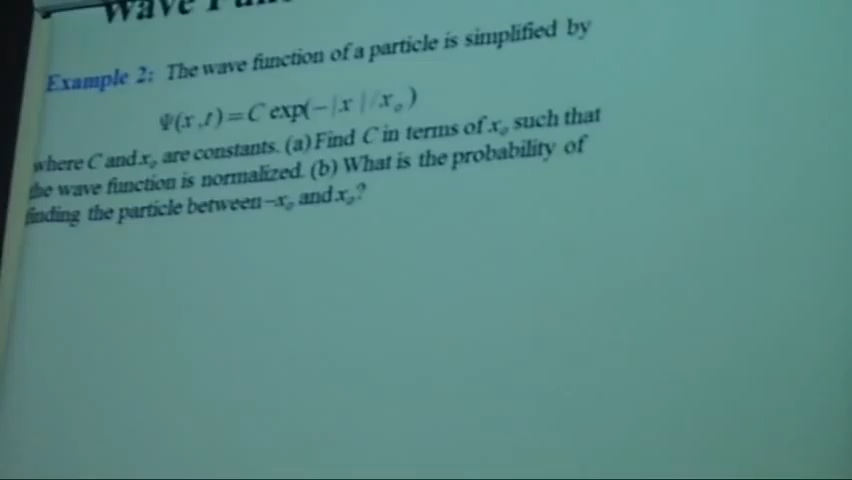 Wave
Example 2: The wave function of a particle is simplified by
Ψ(x,t)=C exp(-|x|/xₒ)
where C and xₒ are constants. (a) Find C in terms of xₒ such that
the wave function is normalized. (b) What is the probability of
finding the particle between -xₒ and xₒ?